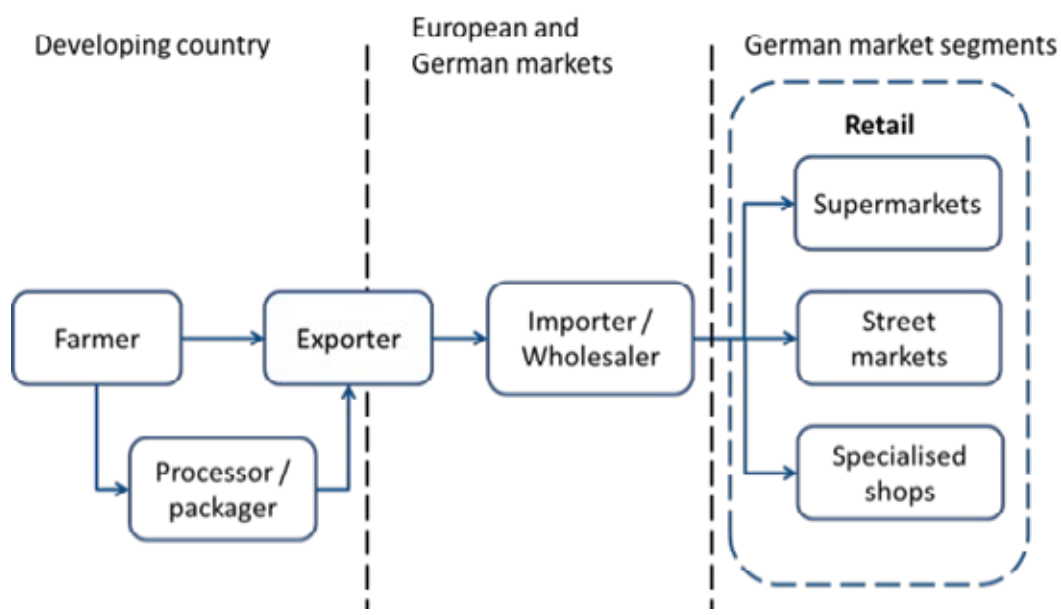 Developing country
European and
German markets
German market segments
Retail
Supermarkets
Farmer
Exporter
Importer /
Wholesaler
Street
markets
Processor /
packager
Specialised
shops